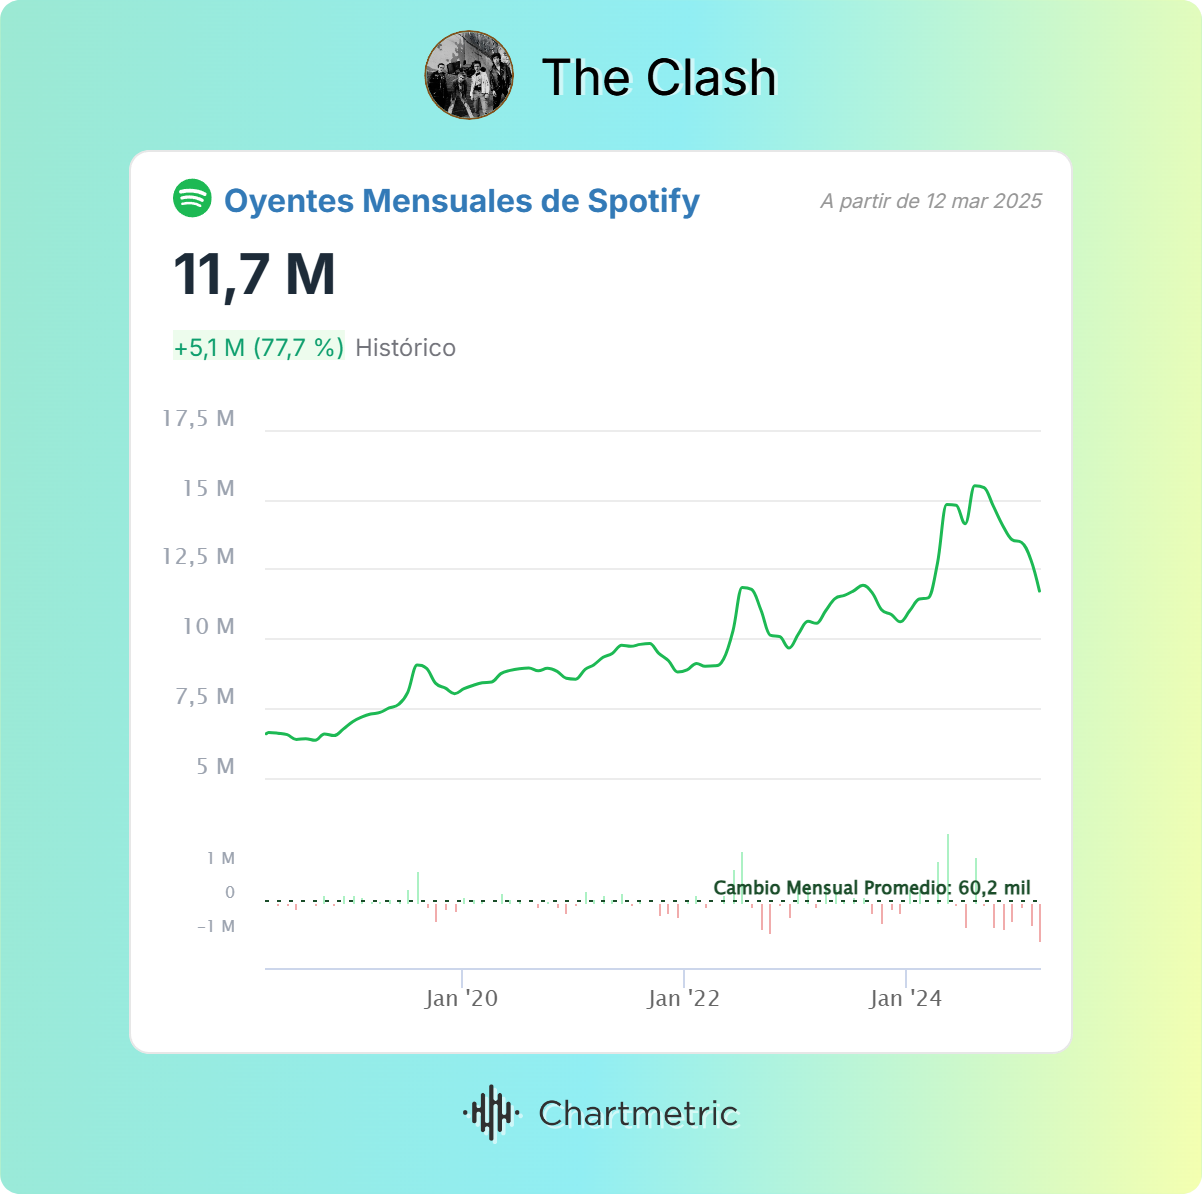 The Clash
Oyentes Mensuales de Spotify
A partir de 12 mar 2025
11,7 M
+5,1 M (77,7 %) Histórico
17,5 M
15 M
12,5 M
10 M
7,5 M
5 M
1 M
Cambio Mensual Promedio: 60,2 mil
0
-1 M
Jan '20 Jan '22 Jan '24
Chartmetric